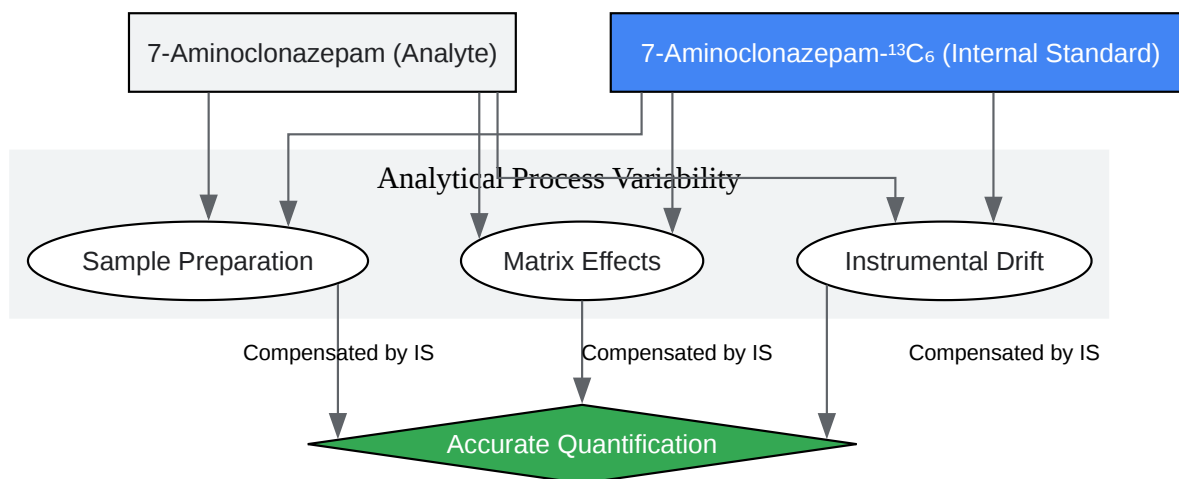 7-Aminoclonazepam (Analyte)
7-Aminoclonazepam-¹³C₆ (Internal Standard)
Analytical Process Variability
Sample Preparation
Matrix Effects
Instrumental Drift
Compensated by IS
Compensated by IS
Compensated by IS
Accurate Quantification